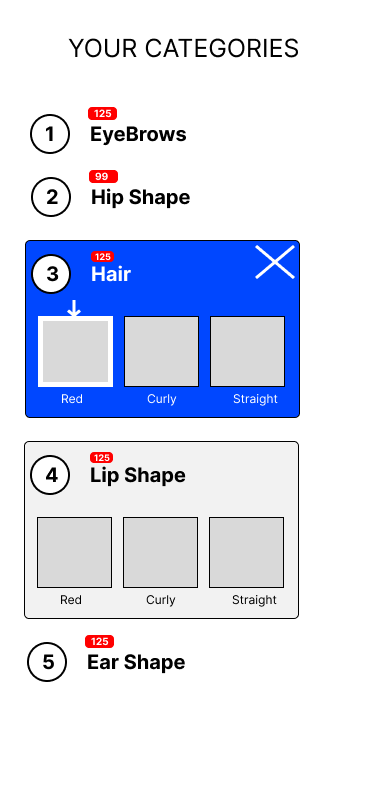 YOUR CATEGORIES
125
1 EyeBrows
99
2 Hip Shape
125
3 Hair
Red Curly Straight
125
4 Lip Shape
Red Curly Straight
125
5 Ear Shape